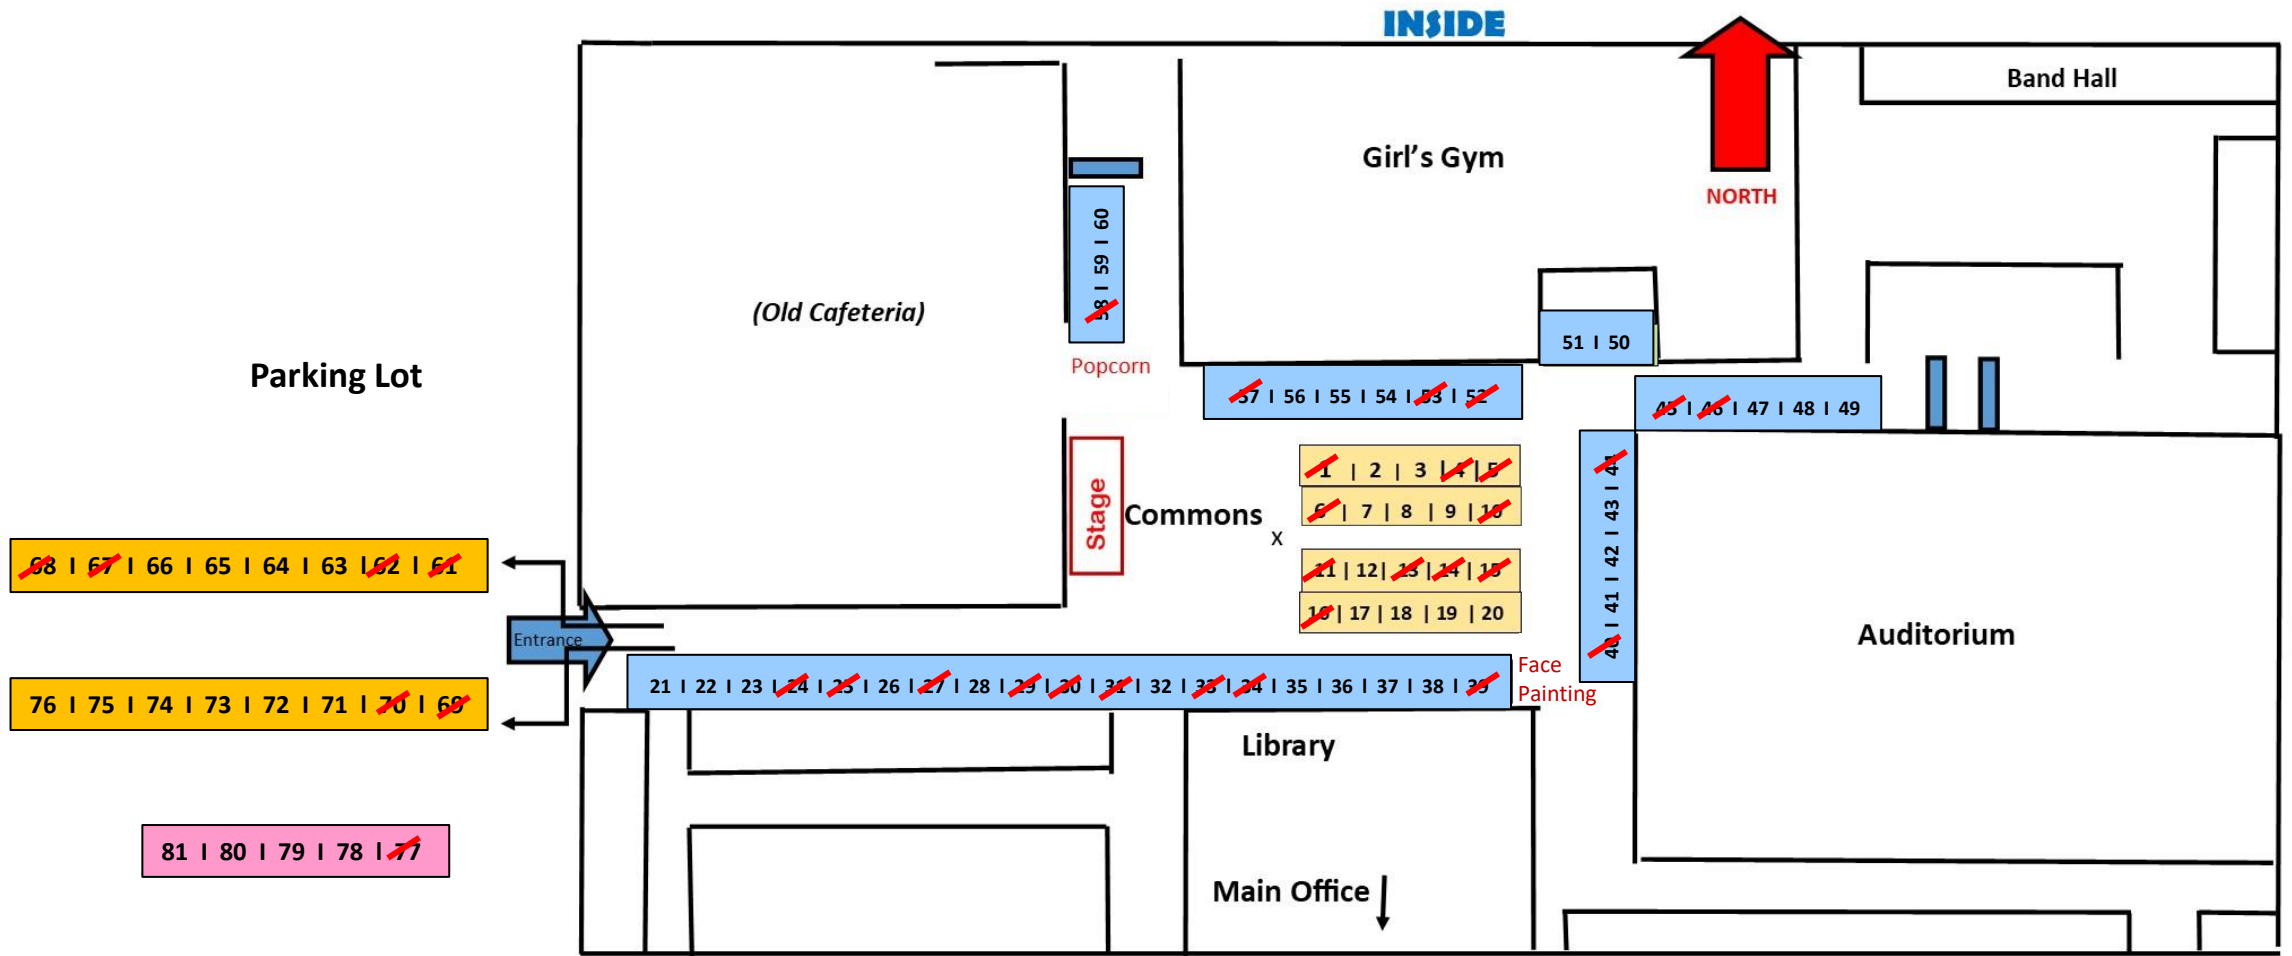 INSIDE
Band Hall
Girl's Gym
NORTH
58 I 59 I 60
(Old Cafeteria)
51 I 50
Parking Lot
Popcorn
57 I 56 I 55 I 54 I 53 I 52
45 I 46 I 47 I 48 I 49
1 | 2 | 3 | 4 | 5
6 | 7 | 8 | 9 | 10
Stage
Commons
x
40 I 41 I 42 I 43 I 44
11 | 12 | 13 | 14 | 15
16 | 17 | 18 | 19 | 20
68 I 67 I 66 I 65 I 64 I 63 I 62 I 61
Entrance
Auditorium
21 I 22 I 23 I 24 I 25 I 26 I 27 I 28 I 29 I 30 I 31 I 32 I 33 I 34 I 35 I 36 I 37 I 38 I 39
Face
Painting
76 I 75 I 74 I 73 I 72 I 71 I 70 I 69
Library
81 I 80 I 79 I 78 I 77
Main Office